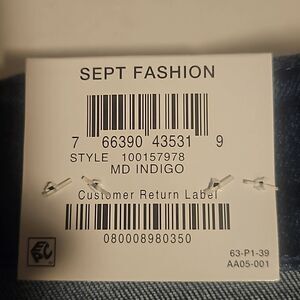 SEPT FASHION
7 66390 43531 9
STYLE 100157978
MD INDIGO
Customer Return Label
080008980350
63-P1-39
AA05-001